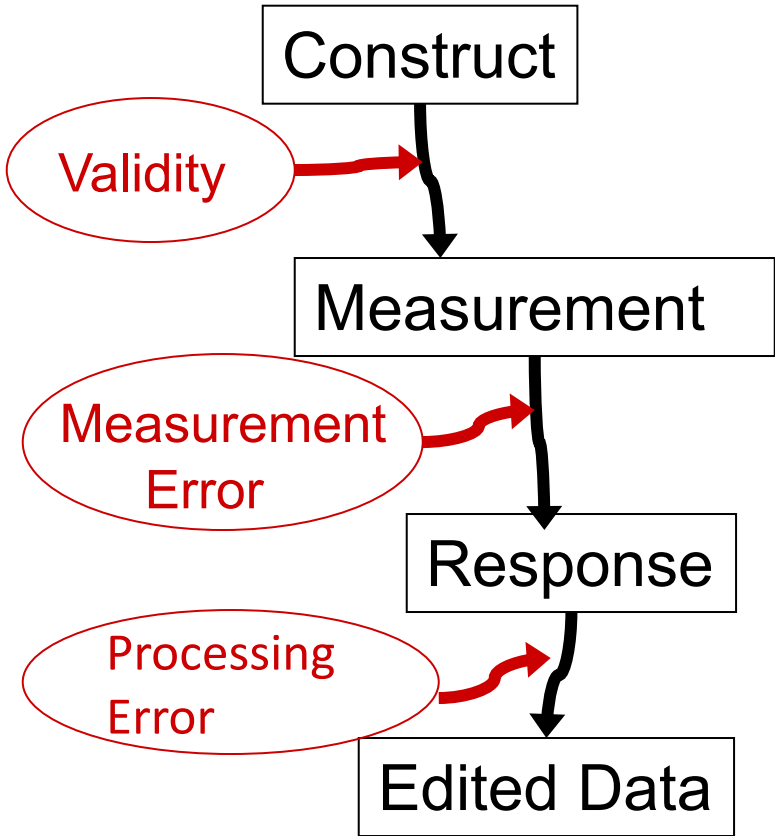 Construct
Validity
Measurement
Measurement
Error
Response
Processing
Error
Edited Data